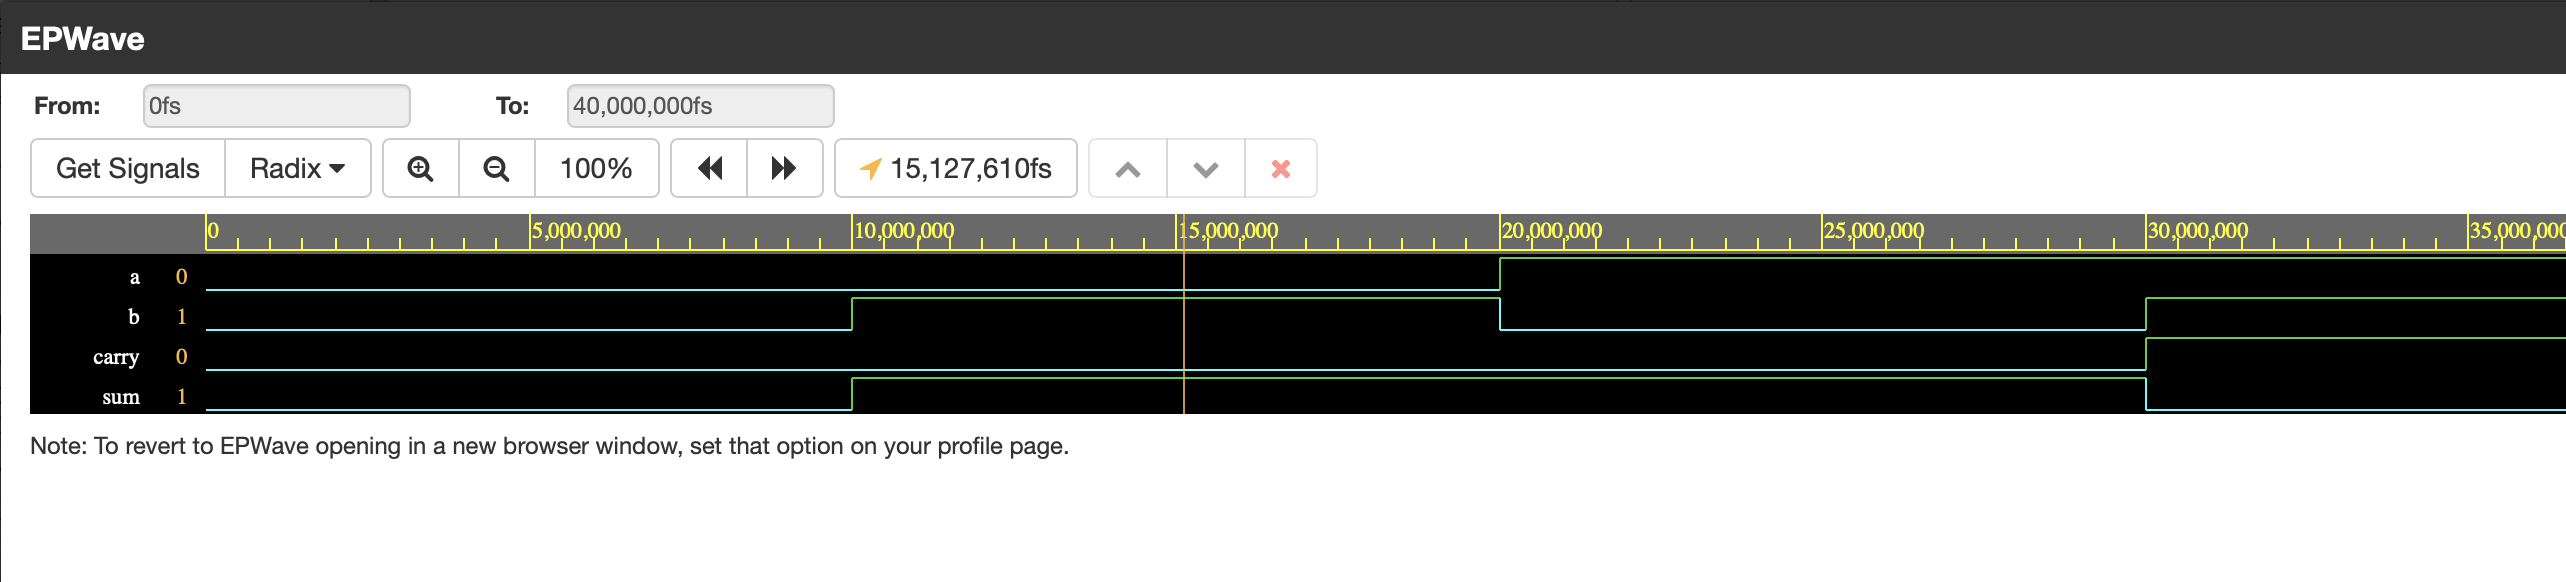 EPWave
From: 0fs To: 40,000,000fs
Get Signals Radix 100% 15,127,610fs
0 5,000,000 10,000,000 15,000,000 20,000,000 25,000,000 30,000,000 35,000,000
a 0
b 1
carry 0
sum 1
Note: To revert to EPWave opening in a new browser window, set that option on your profile page.